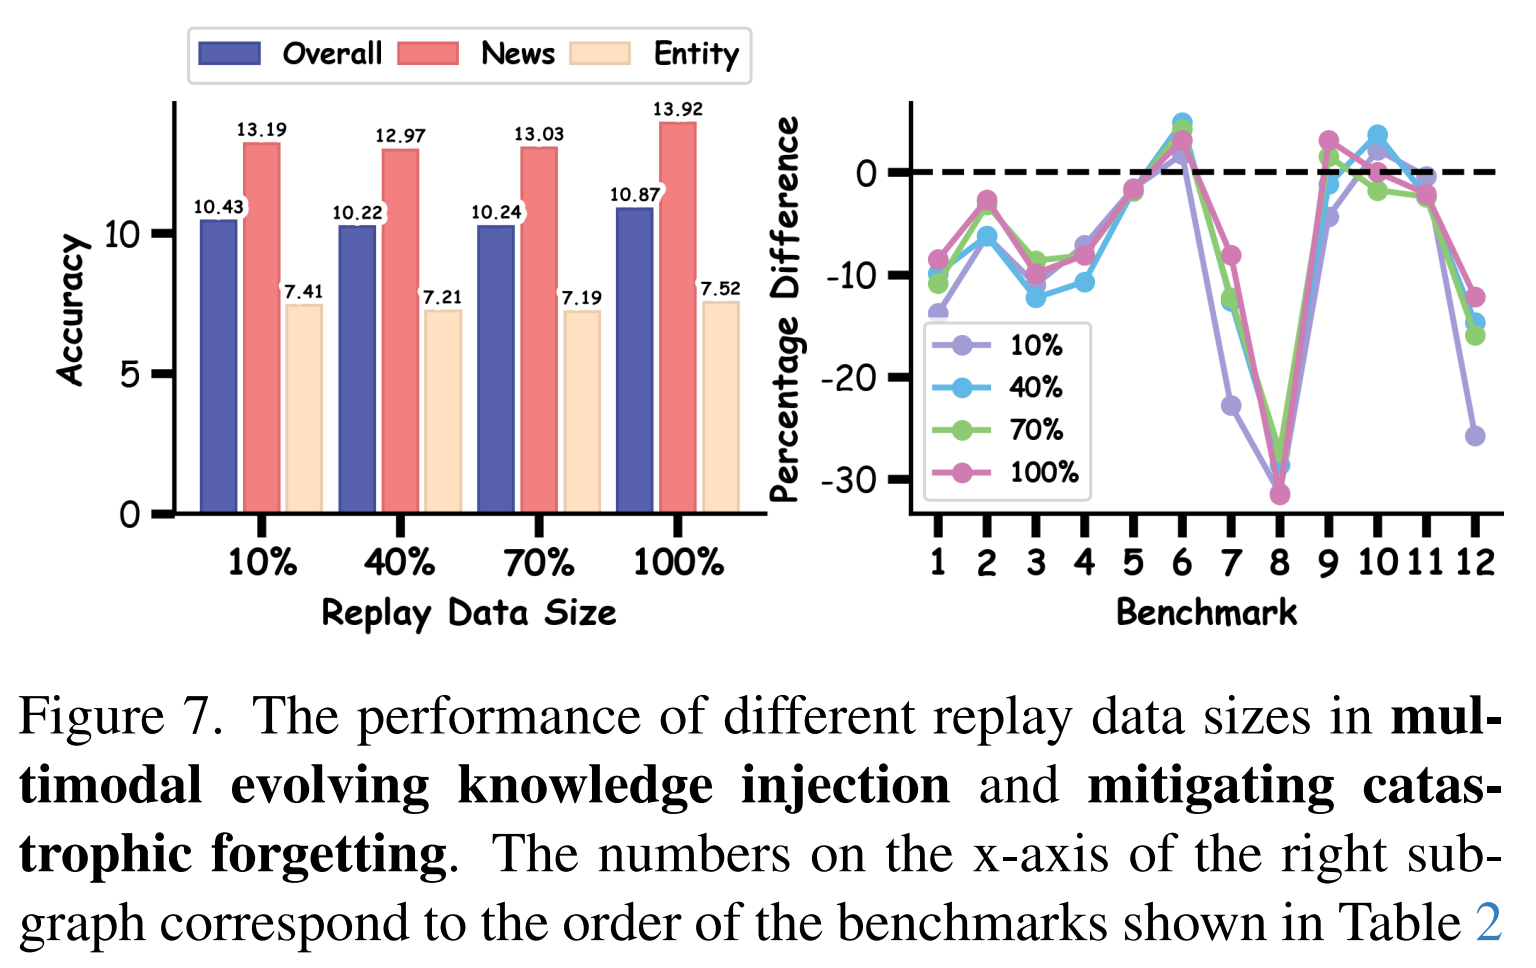 Overall News Entity
13.19
12.97
13.03
13.92
10.43
10.22
10.24
10.87
7.41
7.21
7.19
7.52
10
5
0
Accuracy
10% 40% 70% 100%
Replay Data Size
0
-10
-20
-30
Percentage Difference
10%
40%
70%
100%
1 2 3 4 5 6 7 8 9 10 11 12
Benchmark
Figure 7. The performance of different replay data sizes in mul-
timodal evolving knowledge injection and mitigating catas-
trophic forgetting. The numbers on the x-axis of the right sub-
graph correspond to the order of the benchmarks shown in Table 2